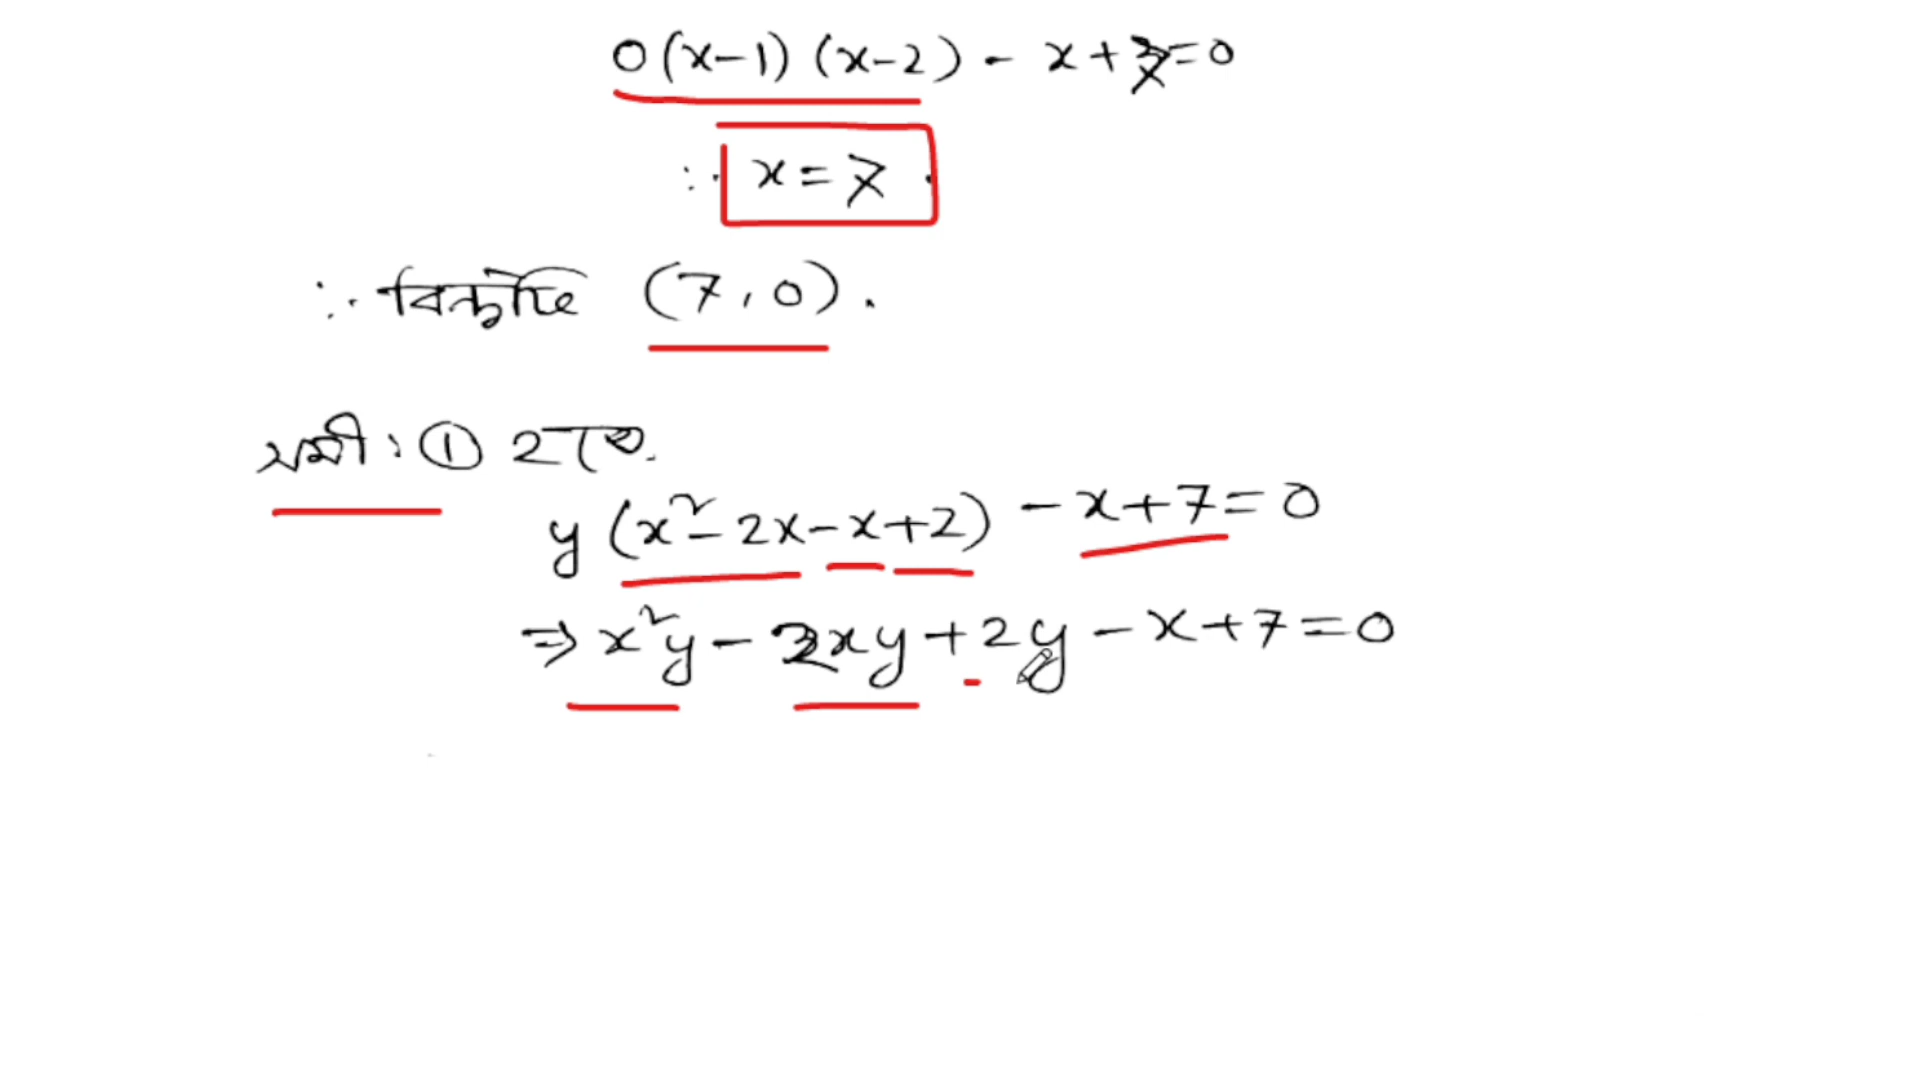 0(x-1)(x-2) - x+7=0
∴ x=7.
∴ বিন্দুটি (7,0).
সমী: ① হতে.
y(x²-2x-x+2) -x+7=0
⇒ x²y-3xy+2y-x+7=0